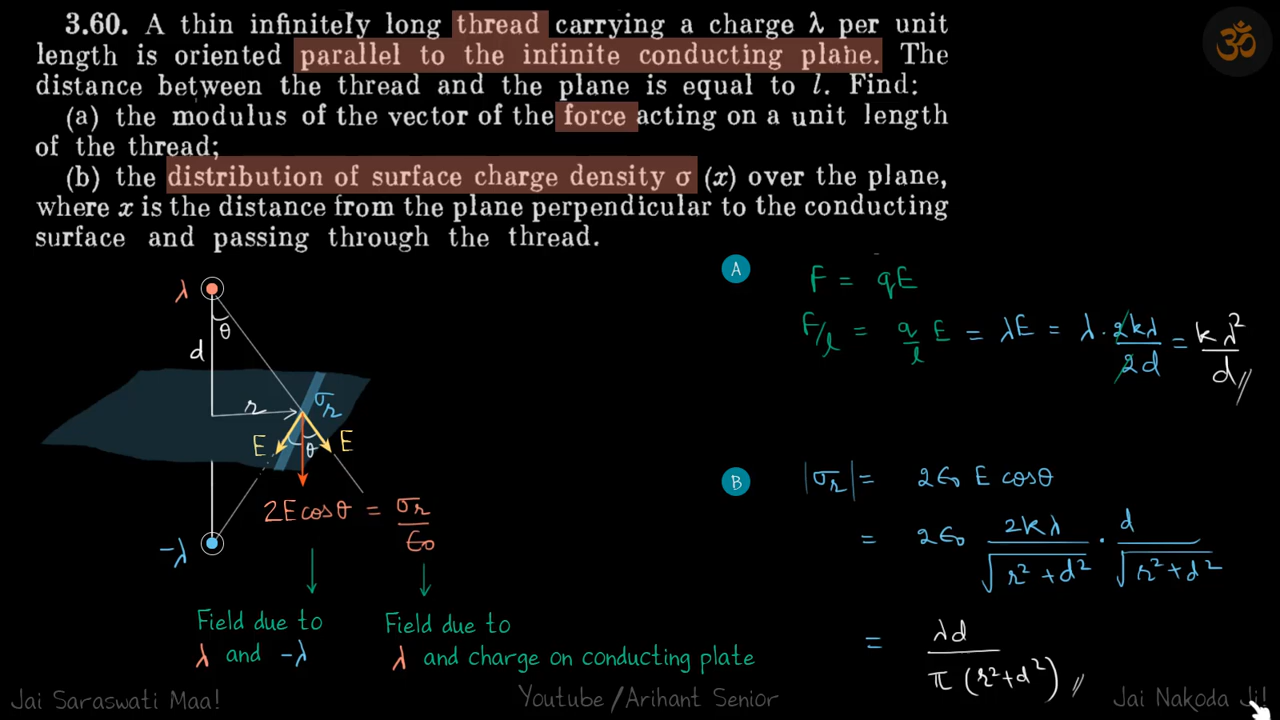 3.60. A thin infinitely long thread carrying a charge λ per unit
length is oriented parallel to the infinite conducting plane. The
distance between the thread and the plane is equal to l. Find:
(a) the modulus of the vector of the force acting on a unit length
of the thread;
(b) the distribution of surface charge density σ (x) over the plane,
where x is the distance from the plane perpendicular to the conducting
surface and passing through the thread.
ॐ
λ
θ
d
r
σr
E
θ
E
2E cosθ = σr/ϵ0
-λ
Field due to
λ and -λ
Field due to
λ and charge on conducting plate
A
F = qE
F/l = q/l E = λE = λ · 2kλ/2d = kλ²/d //
B
|σr| = 2ϵ0 E cosθ
= 2ϵ0 2kλ/√(r²+d²) · d/√(r²+d²)
= λd/π(r²+d²) //
Jai Saraswati Maa!
Youtube /Arihant Senior
Jai Nakoda Ji!